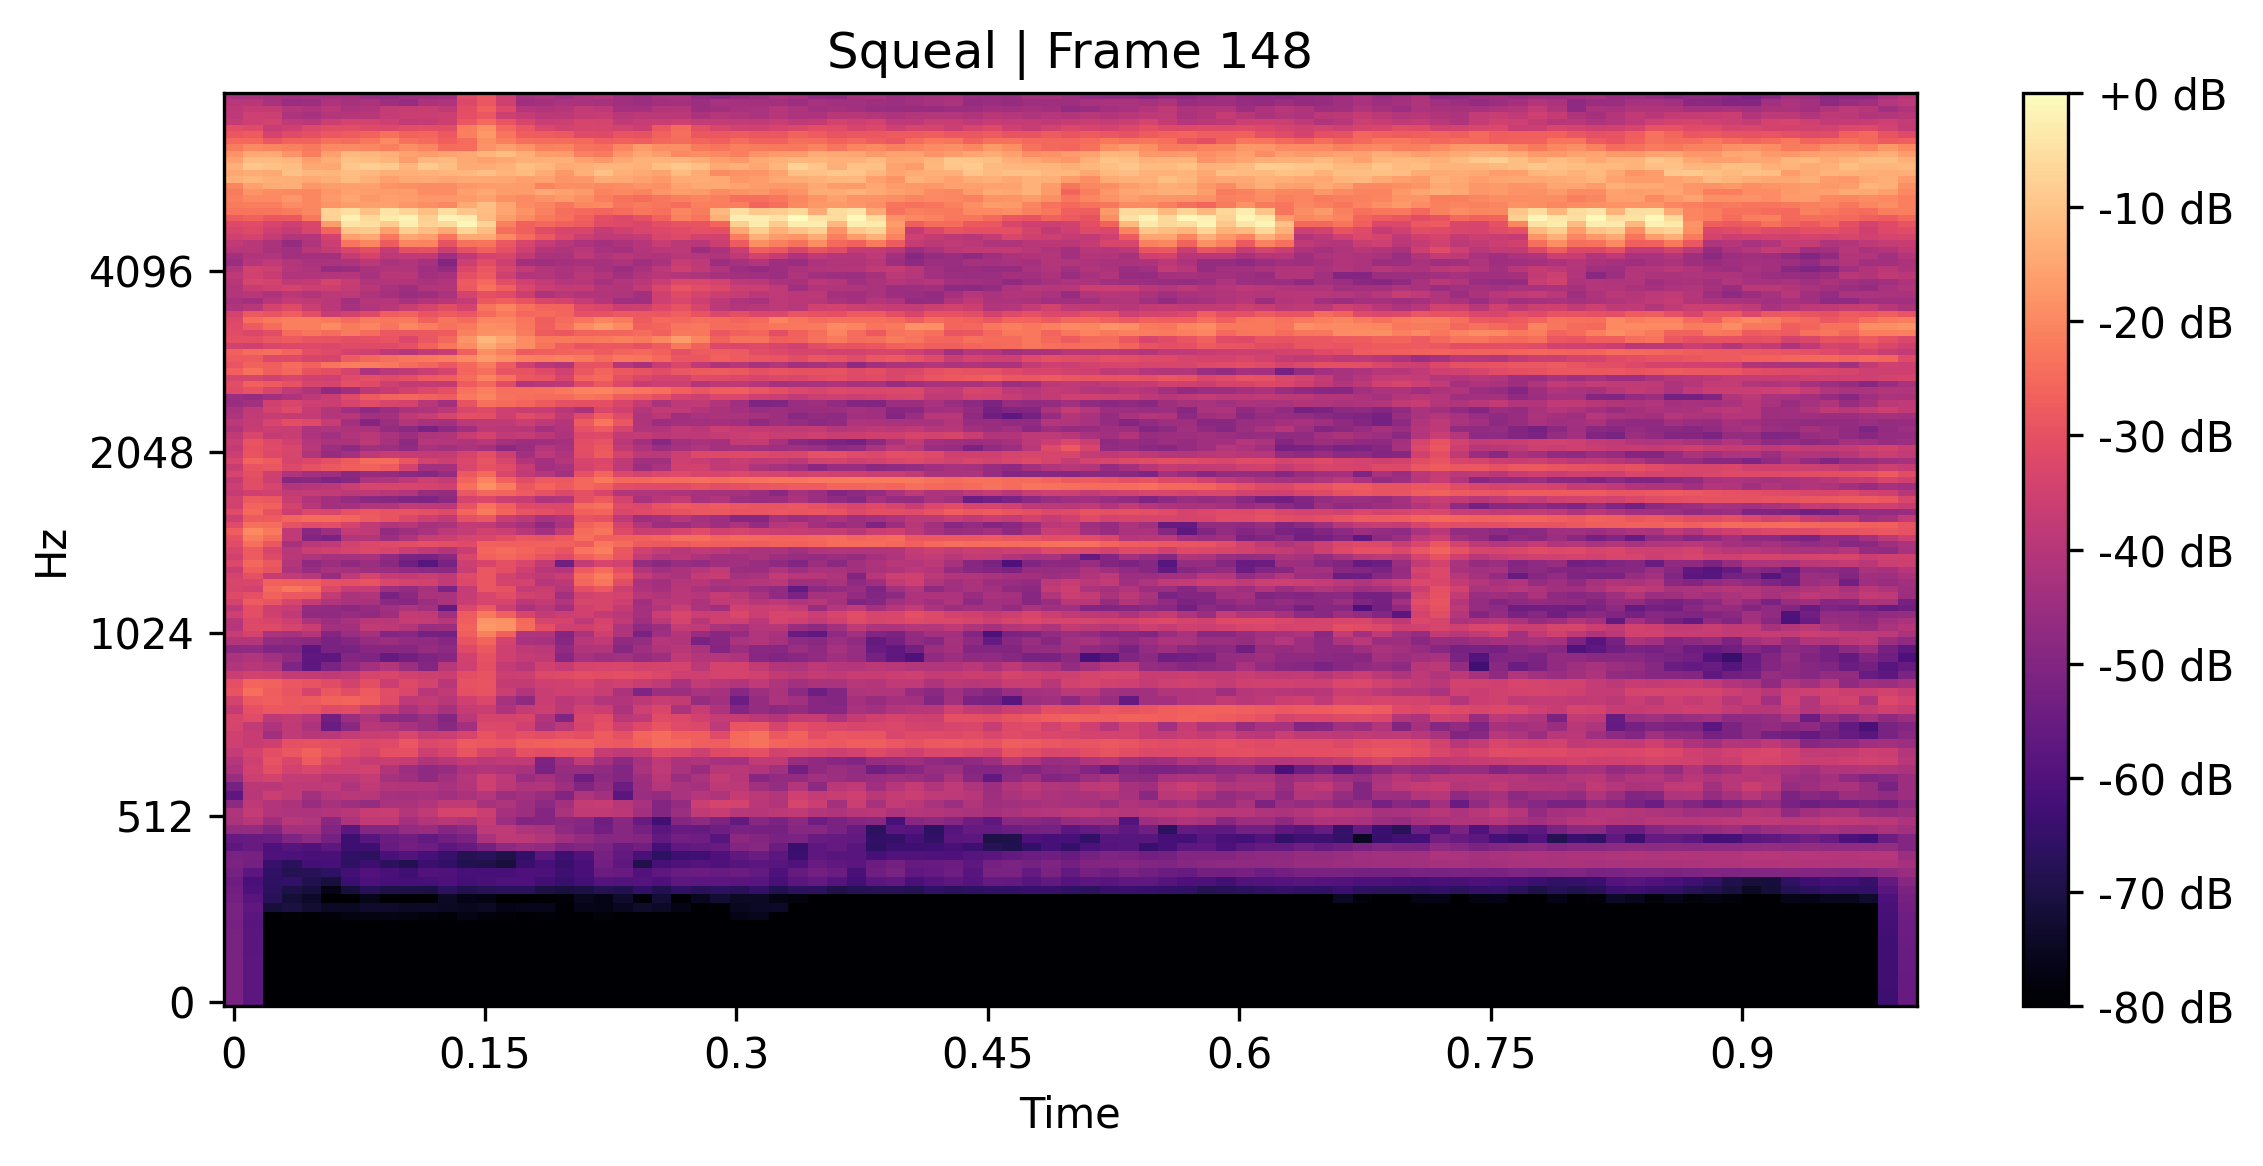 Squeal | Frame 148
+0 dB
-10 dB
-20 dB
-30 dB
-40 dB
-50 dB
-60 dB
-70 dB
-80 dB
Hz
4096
2048
1024
512
0
0 0.15 0.3 0.45 0.6 0.75 0.9
Time